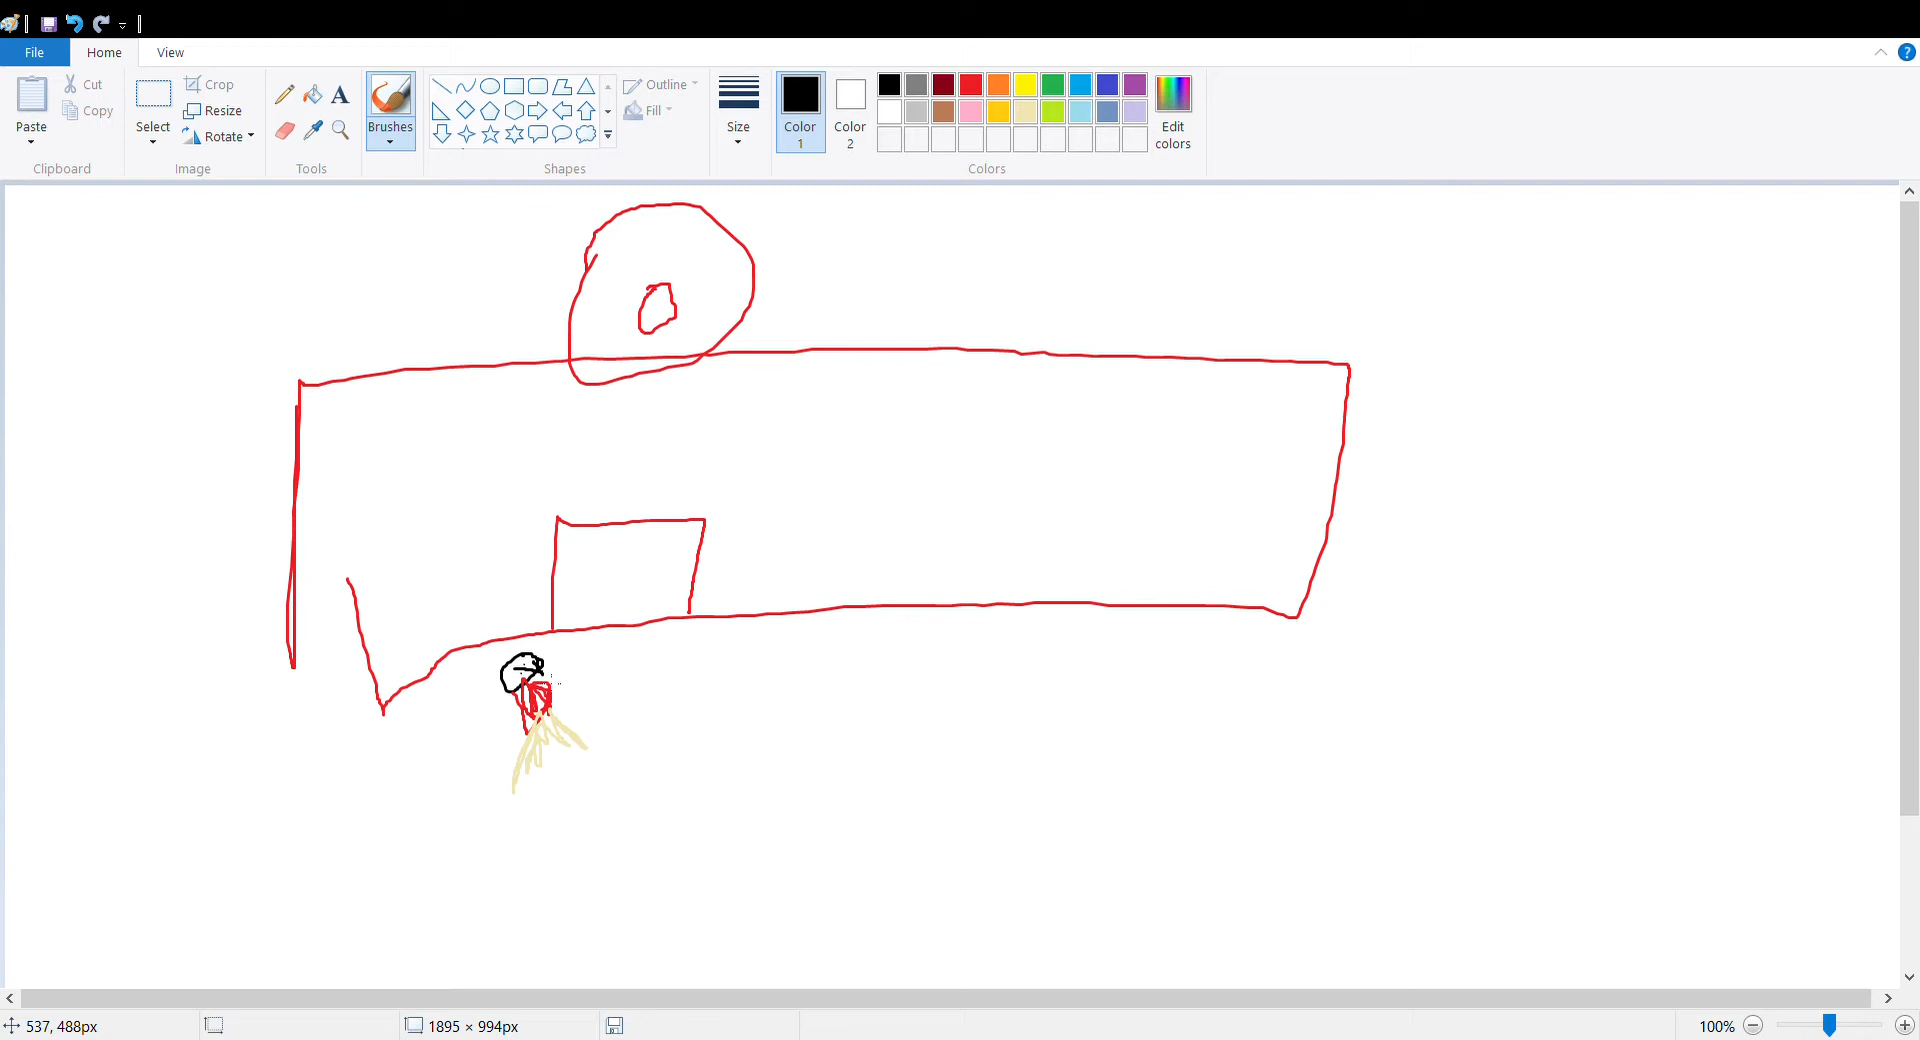 File Home View
Paste
Cut
Copy
Clipboard
Select
Crop
Resize
Rotate
Image
A
Tools
Brushes
Outline
Fill
Shapes
Size
Color
1
Color
2
Edit
colors
Colors
?
537, 488px
1895 × 994px
100%